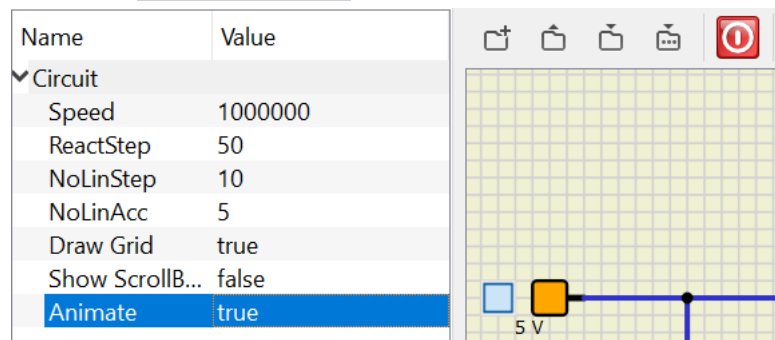 Name Value
Circuit
Speed 1000000
ReactStep 50
NoLinStep 10
NoLinAcc 5
Draw Grid true
Show ScrollB... false
Animate true
5 V